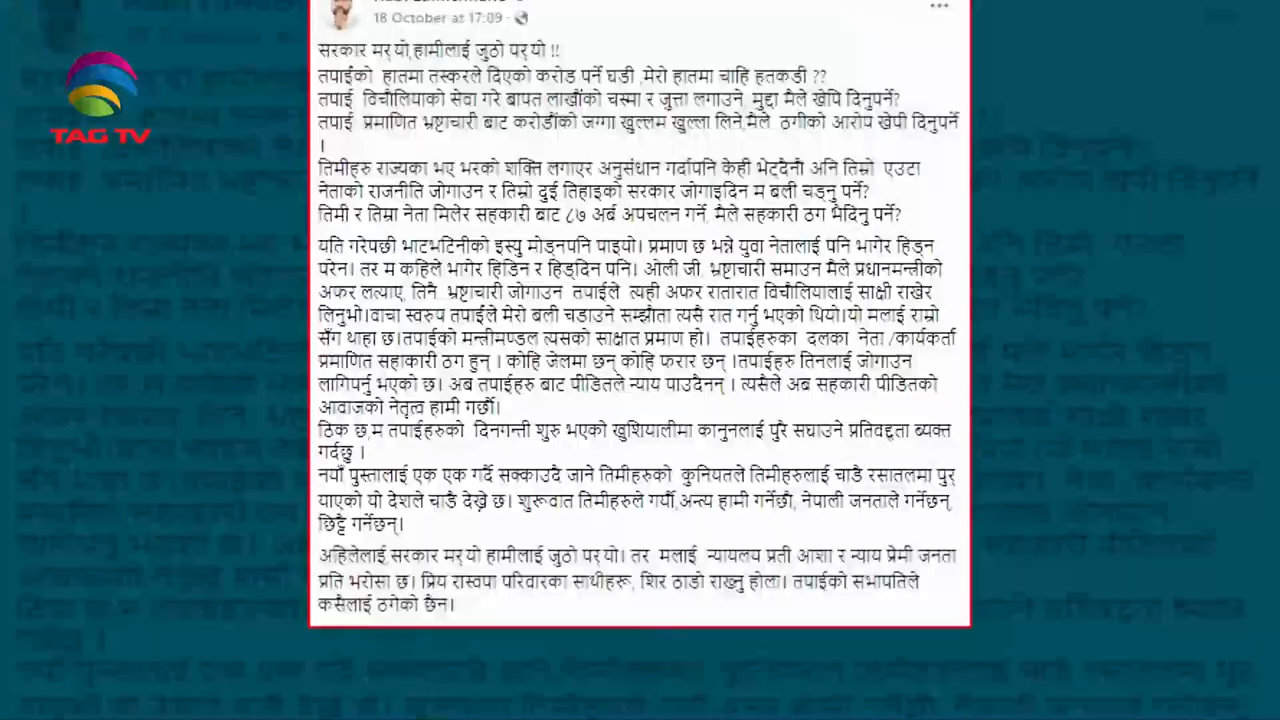 18 October at 17:09 ·
TAG TV
सरकार मर्‍यो,हामीलाई जुठो पर्‍यो !!
तपाईंको हातमा तस्करले दिएको करोड पर्ने घडी ,मेरो हातमा चाहि हतकडी ??
तपाई विचौलियाको सेवा गरे बापत लाखौंको चस्मा र जुत्ता लगाउने, मुद्दा मैले खेपि दिनुपर्ने?
तपाई प्रमाणित भ्रष्टाचारी बाट करोडौंको जग्गा खुल्लम खुल्ला लिने,मैले ठगीको आरोप खेपी दिनुपर्ने
।
तिमीहरु राज्यका भए भरको शक्ति लगाएर अनुसंधान गर्दापनि केही भेट्दैनौ अनि तिम्रो एउटा
नेताको राजनीति जोगाउन र तिम्रो दुई तिहाइको सरकार जोगाइदिन म बली चड्नु पर्ने?
तिमी र तिम्रा नेता मिलेर सहकारी बाट ८७ अर्ब अपचलन गर्ने, मैले सहकारी ठग भैदिनु पर्ने?
यति गरेपछी भाटभटिनीको इस्यु मोड्नपनि पाइयो। प्रमाण छ भन्ने युवा नेतालाई पनि भागेर हिड्न
परेन। तर म कहिले भागेर हिडिन र हिड्दिन पनि। ओली जी, भ्रष्टाचारी समाउन मैले प्रधानमन्त्रीको
अफर लत्याए, तिनै भ्रष्टाचारी जोगाउन तपाईले त्यही अफर रातारात विचौलियालाई साक्षी राखेर
लिनुभो।वाचा स्वरुप तपाईंले मेरो बली चडाउने सम्झौता त्यसै रात गर्नु भएको थियो।यो मलाई राम्रो
सँग थाहा छ।तपाईको मन्त्रीमण्डल त्यसको साक्षात प्रमाण हो। तपाईहरुका दलका नेता /कार्यकर्ता
प्रमाणित सहाकारी ठग हुन् । कोहि जेलमा छन् कोहि फरार छन् ।तपाईहरु तिनलाई जोगाउन
लागिपर्नु भएको छ। अब तपाईहरु बाट पीडितले न्याय पाउदैनन् । त्यसैले अब सहकारी पीडितको
आवाजको नेतृत्व हामी गर्छौ।
ठिक छ,म तपाईहरुको दिनगन्ती शुरु भएको खुशियालीमा कानुनलाई पुरै सघाउने प्रतिवद्दता ब्यक्त
गर्दछु ।
नयाँ पुस्तालाई एक एक गर्दै सक्काउदै जाने तिमीहरुको कुनियतले तिमीहरुलाई चाडै रसातलमा पुर्
याएको यो देशले चाडै देख्ने छ। शुरूवात तिमीहरुले गर्यौ,अन्त्य हामी गर्नेछौ, नेपाली जनताले गर्नेछन्,
छिट्टै गर्नेछन्।
अहिलेलाई,सरकार मर्‍यो हामीलाई जुठो पर्‍यो। तर मलाई न्यायलय प्रती आशा र न्याय प्रेमी जनता
प्रति भरोसा छ। प्रिय रास्वपा परिवारका साथीहरू, शिर ठाडो राख्नु होला। तपाईको सभापतिले
कसैलाई ठगेको छैन।